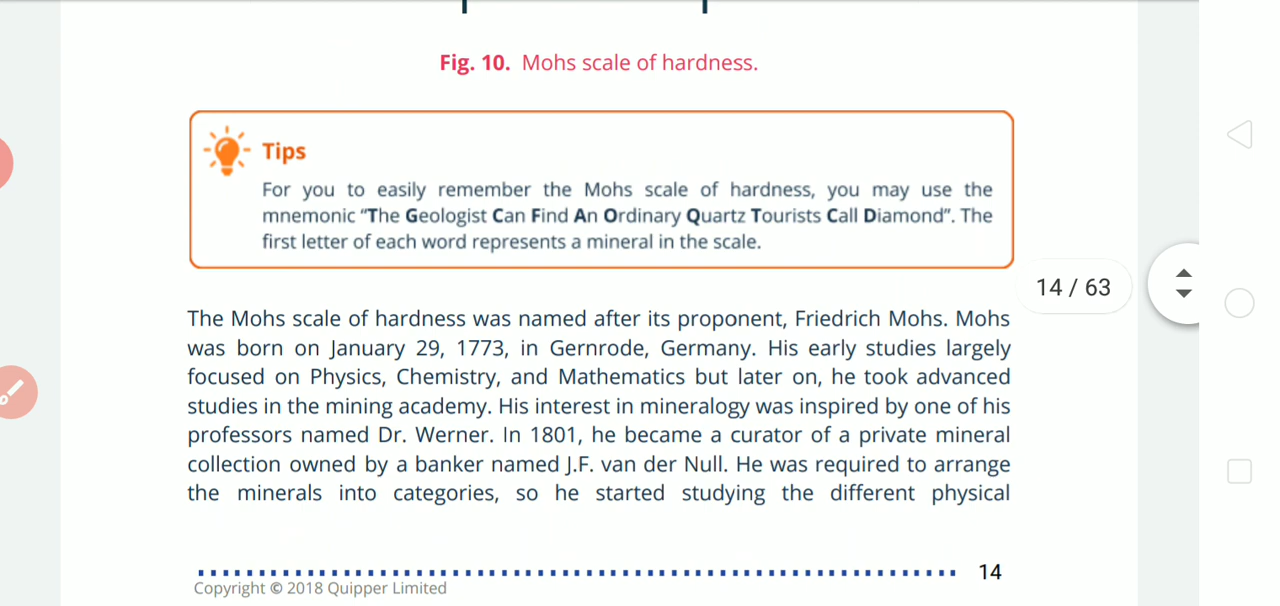 Fig. 10. Mohs scale of hardness.
Tips
For you to easily remember the Mohs scale of hardness, you may use the
mnemonic “The Geologist Can Find An Ordinary Quartz Tourists Call Diamond”. The
first letter of each word represents a mineral in the scale.
14 / 63
The Mohs scale of hardness was named after its proponent, Friedrich Mohs. Mohs
was born on January 29, 1773, in Gernrode, Germany. His early studies largely
focused on Physics, Chemistry, and Mathematics but later on, he took advanced
studies in the mining academy. His interest in mineralogy was inspired by one of his
professors named Dr. Werner. In 1801, he became a curator of a private mineral
collection owned by a banker named J.F. van der Null. He was required to arrange
the minerals into categories, so he started studying the different physical
14
Copyright © 2018 Quipper Limited